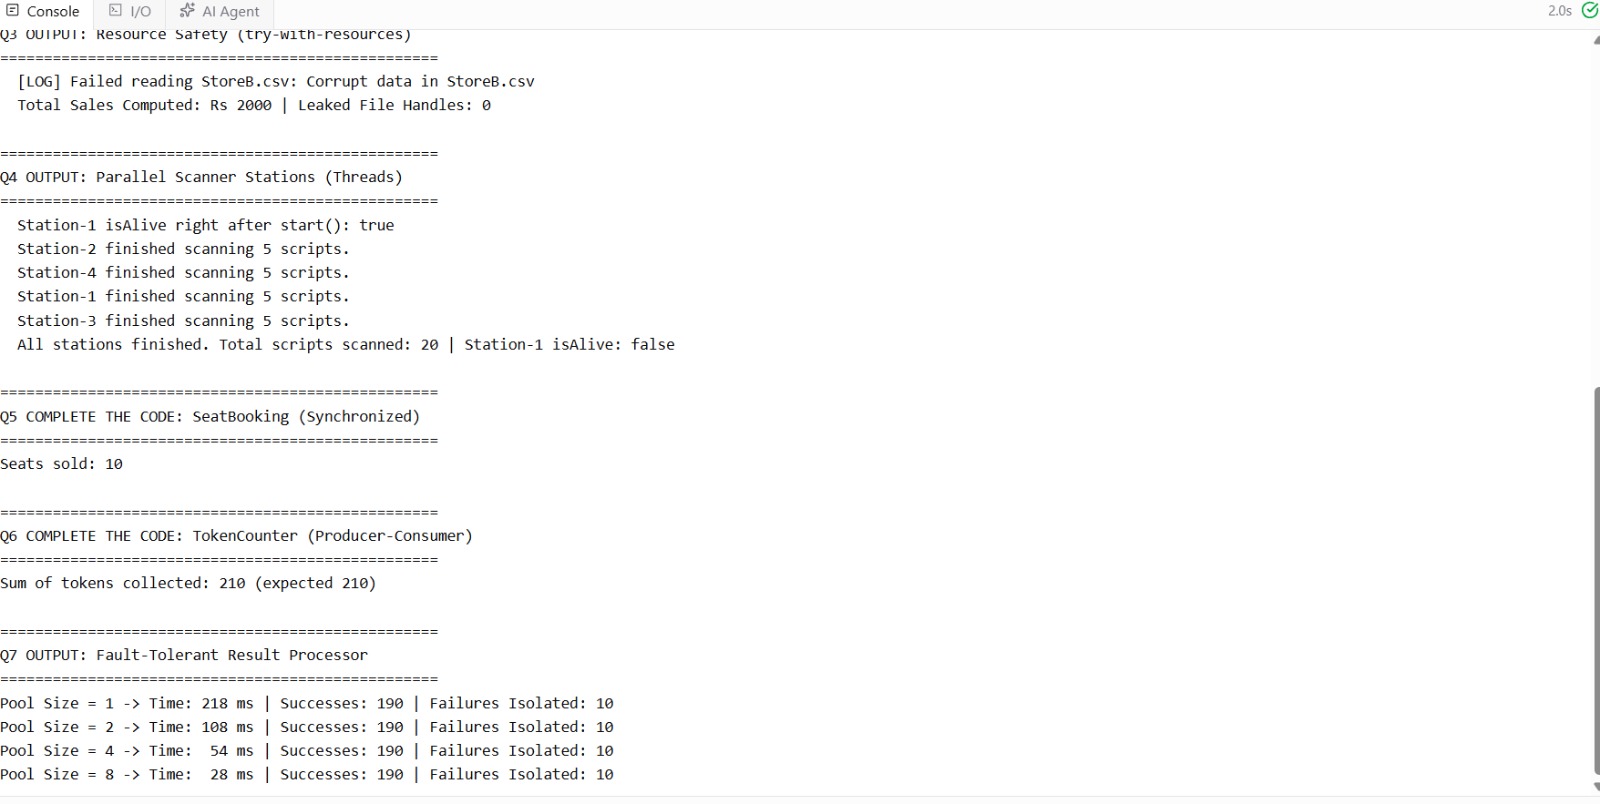 Console I/O AI Agent 2.0s
Q3 OUTPUT: Resource Safety (try-with-resources)
==================================================
[LOG] Failed reading StoreB.csv: Corrupt data in StoreB.csv
Total Sales Computed: Rs 2000 | Leaked File Handles: 0
==================================================
Q4 OUTPUT: Parallel Scanner Stations (Threads)
==================================================
Station-1 isAlive right after start(): true
Station-2 finished scanning 5 scripts.
Station-4 finished scanning 5 scripts.
Station-1 finished scanning 5 scripts.
Station-3 finished scanning 5 scripts.
All stations finished. Total scripts scanned: 20 | Station-1 isAlive: false
==================================================
Q5 COMPLETE THE CODE: SeatBooking (Synchronized)
==================================================
Seats sold: 10
==================================================
Q6 COMPLETE THE CODE: TokenCounter (Producer-Consumer)
==================================================
Sum of tokens collected: 210 (expected 210)
==================================================
Q7 OUTPUT: Fault-Tolerant Result Processor
==================================================
Pool Size = 1 -> Time: 218 ms | Successes: 190 | Failures Isolated: 10
Pool Size = 2 -> Time: 108 ms | Successes: 190 | Failures Isolated: 10
Pool Size = 4 -> Time:  54 ms | Successes: 190 | Failures Isolated: 10
Pool Size = 8 -> Time:  28 ms | Successes: 190 | Failures Isolated: 10